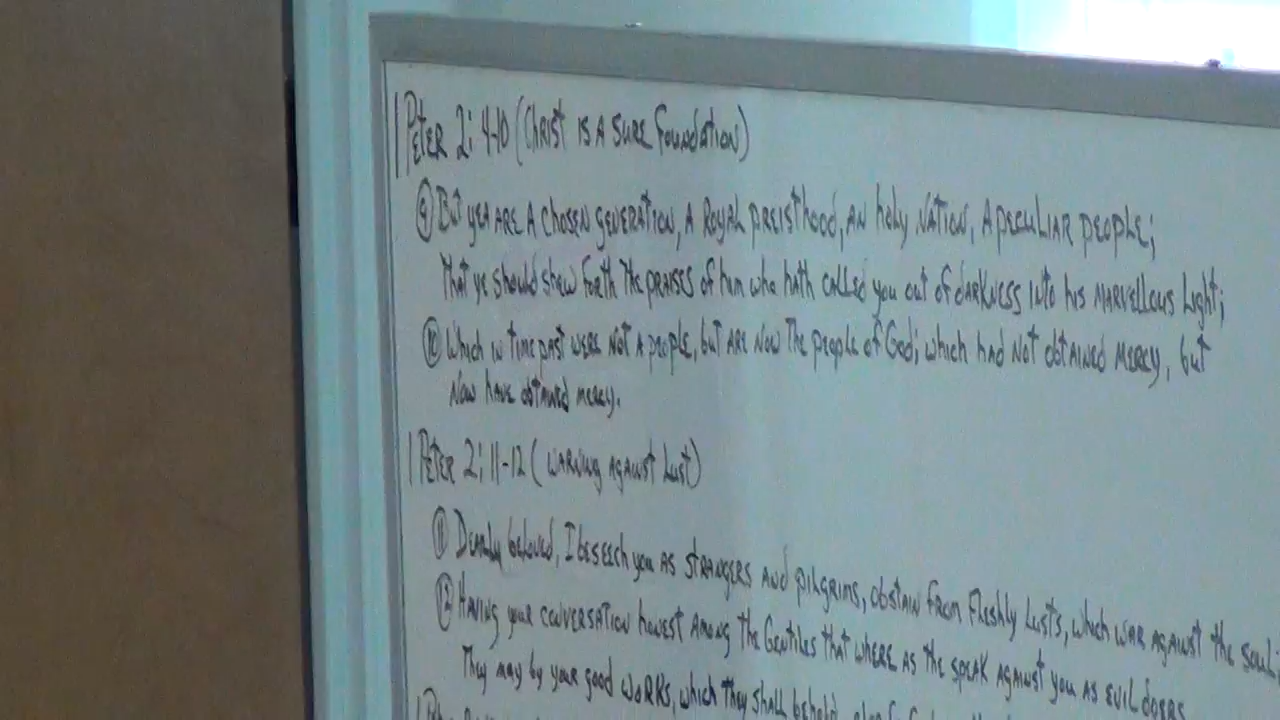 1 Peter 2: 4-10 (Christ is a sure foundation)
⑨ But yea are a chosen generation, a royal preisthood, an holy nation, a peculiar people;
That ye should shew forth the praises of him who hath called you out of darkness into his marvellous light;
⑩ Which in time past were not a people, but are now the people of God; which had not obtained mercy, but
now have obtained mercy.
1 Peter 2: 11-12 (Warning against Lust)
⑪ Dearly beloved, I beseech you as strangers and pilgrims, obstain from fleshly lusts, which war against the soul;
⑫ Having your conversation honest among the Gentiles that where as the speak against you as evil doers
They may by your good works, which they shall behold,